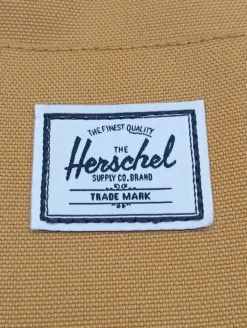 THE FINEST QUALITY
THE
Herschel
SUPPLY CO. BRAND
TRADE MARK